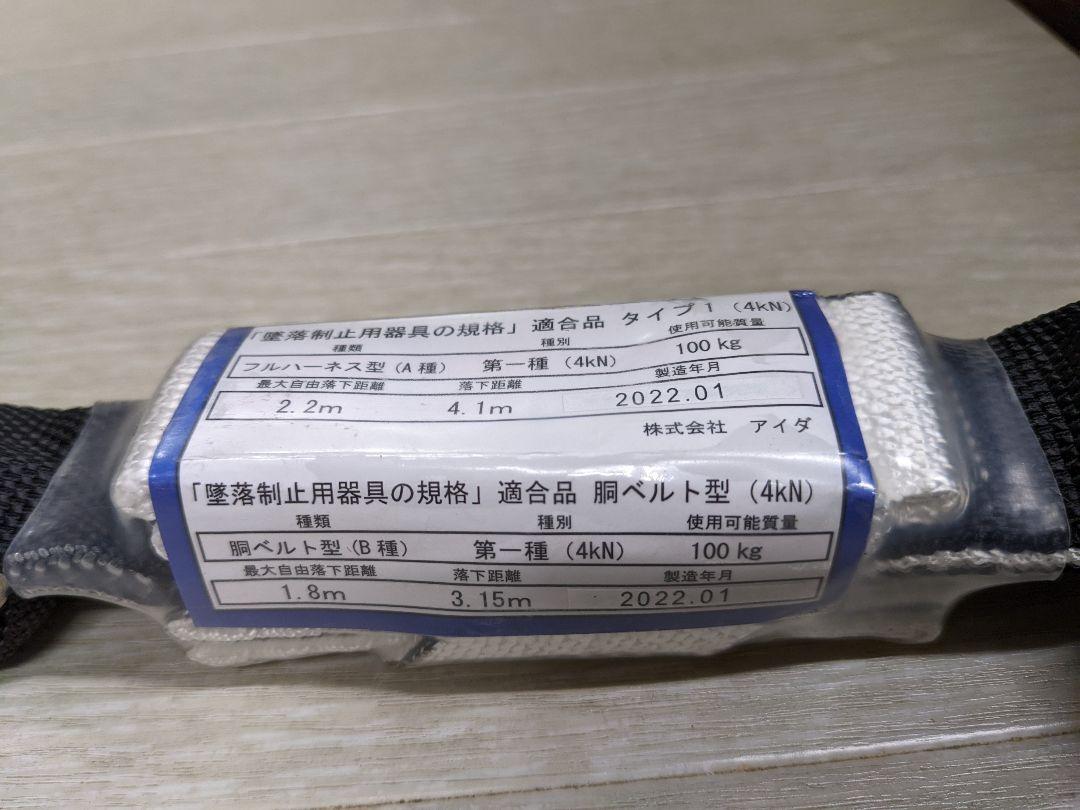 「墜落制止用器具の規格」 適合品 タイプ1 (4kN)
種類 種別 使用可能質量
フルハーネス型 (A種) 第一種 (4kN) 100 kg
最大自由落下距離 落下距離 製造年月
2.2m 4.1m 2022.01
株式会社 アイダ
「墜落制止用器具の規格」 適合品 胴ベルト型 (4kN)
種類 種別 使用可能質量
胴ベルト型 (B種) 第一種 (4kN) 100 kg
最大自由落下距離 落下距離 製造年月
1.8m 3.15m 2022.01